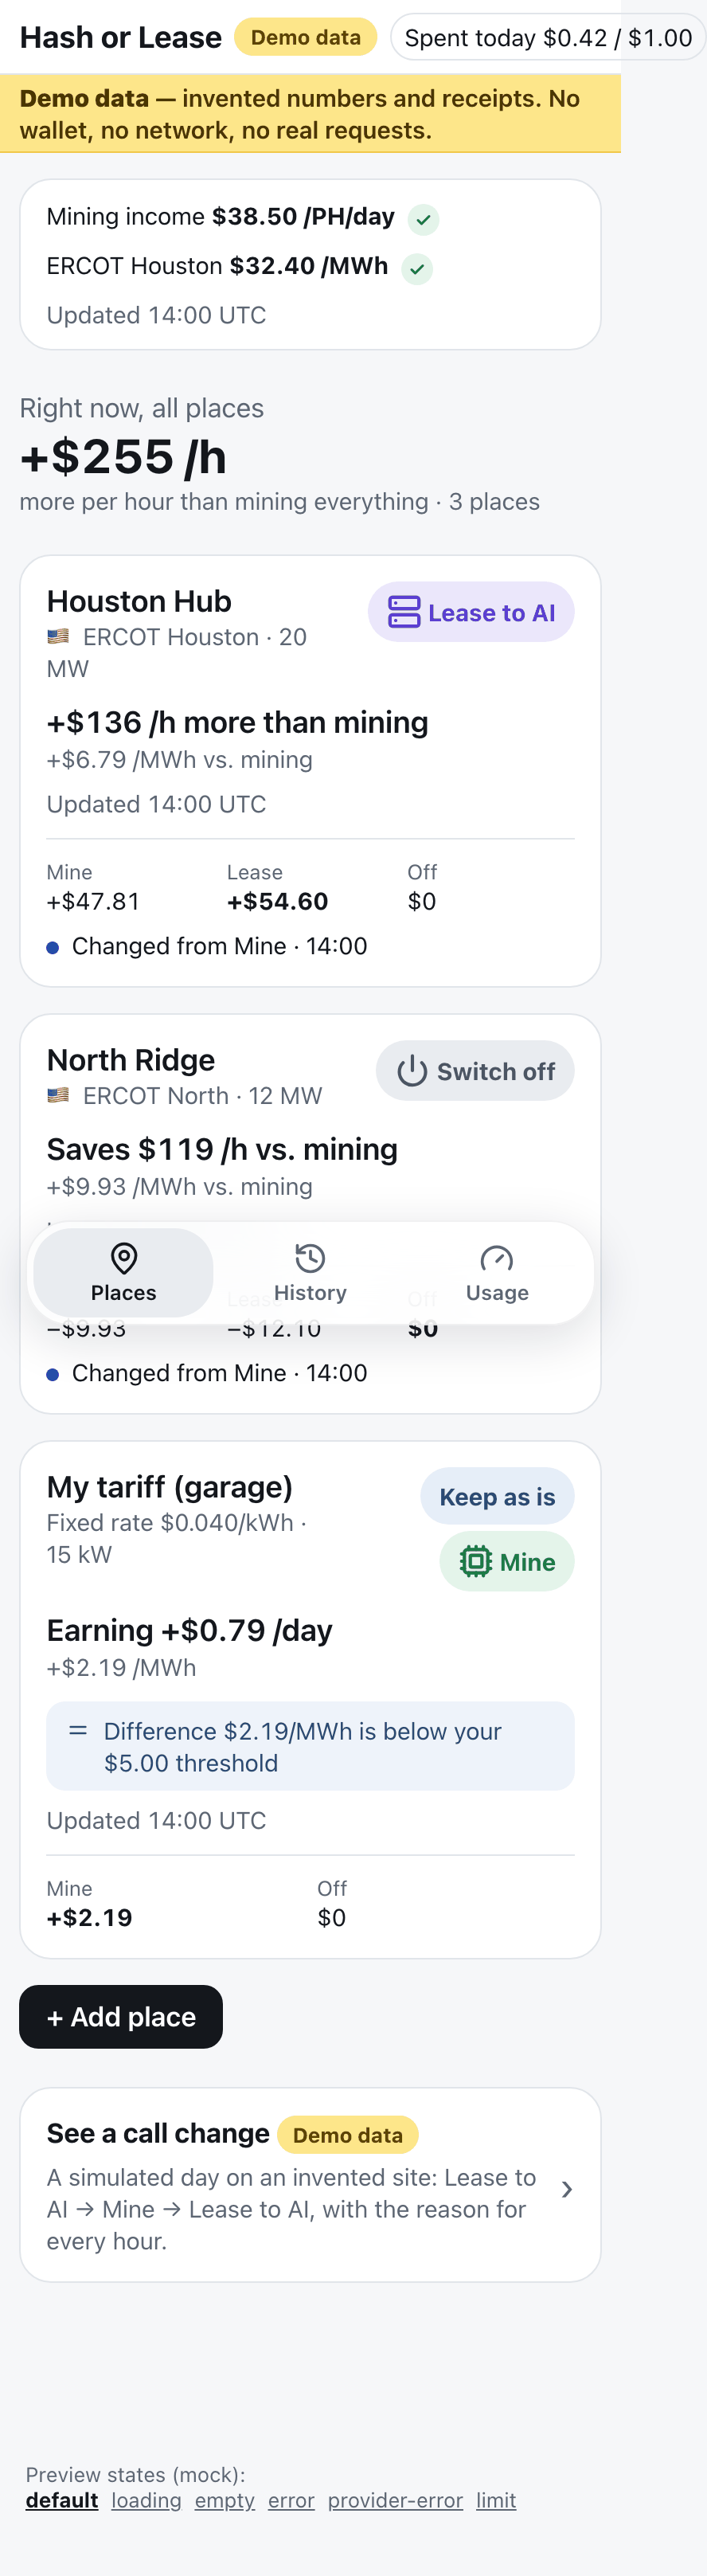 Hash or Lease Demo data Spent today $0.42 / $1.00
Demo data — invented numbers and receipts. No
wallet, no network, no real requests.
Mining income $38.50 /PH/day
ERCOT Houston $32.40 /MWh
Updated 14:00 UTC
Right now, all places
+$255 /h
more per hour than mining everything · 3 places
Houston Hub
Lease to AI
ERCOT Houston · 20
MW
+$136 /h more than mining
+$6.79 /MWh vs. mining
Updated 14:00 UTC
Mine Lease Off
+$47.81 +$54.60 $0
Changed from Mine · 14:00
North Ridge
Switch off
ERCOT North · 12 MW
Saves $119 /h vs. mining
+$9.93 /MWh vs. mining
Lease Off
Places History Usage
−$9.93 −$12.10 $0
Changed from Mine · 14:00
My tariff (garage)
Keep as is
Fixed rate $0.040/kWh ·
15 kW
Mine
Earning +$0.79 /day
+$2.19 /MWh
= Difference $2.19/MWh is below your
$5.00 threshold
Updated 14:00 UTC
Mine Off
+$2.19 $0
+ Add place
See a call change Demo data
A simulated day on an invented site: Lease to
AI → Mine → Lease to AI, with the reason for
every hour.
Preview states (mock):
default loading empty error provider-error limit